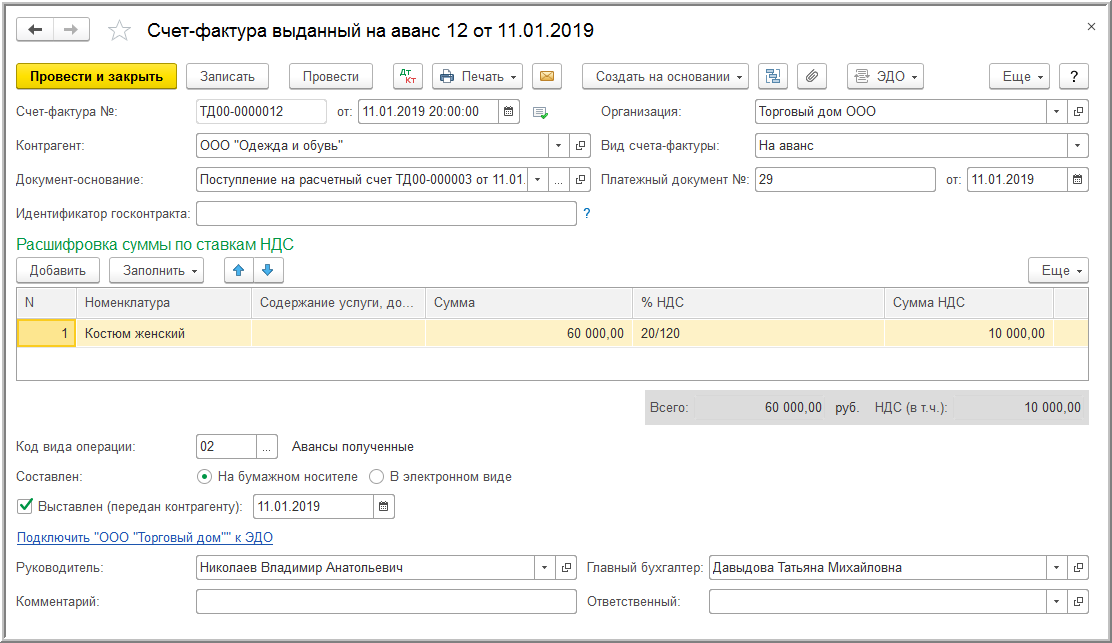 Счет-фактура выданный на аванс 12 от 11.01.2019
Провести и закрыть Записать Провести Дт Кт Печать Создать на основании ЭДО Еще ?
Счет-фактура №: ТД00-0000012 от: 11.01.2019 20:00:00 Организация: Торговый дом ООО
Контрагент: ООО "Одежда и обувь" Вид счета-фактуры: На аванс
Документ-основание: Поступление на расчетный счет ТД00-000003 от 11.01. ... Платежный документ №: 29 от: 11.01.2019
Идентификатор госконтракта: ?
Расшифровка суммы по ставкам НДС
Добавить Заполнить Еще
N Номенклатура Содержание услуги, до... Сумма % НДС Сумма НДС
1 Костюм женский 60 000,00 20/120 10 000,00
Всего: 60 000,00 руб. НДС (в т.ч.): 10 000,00
Код вида операции: 02 ... Авансы полученные
Составлен: На бумажном носителе В электронном виде
Выставлен (передан контрагенту): 11.01.2019
Подключить "ООО "Торговый дом"" к ЭДО
Руководитель: Николаев Владимир Анатольевич Главный бухгалтер: Давыдова Татьяна Михайловна
Комментарий: Ответственный: